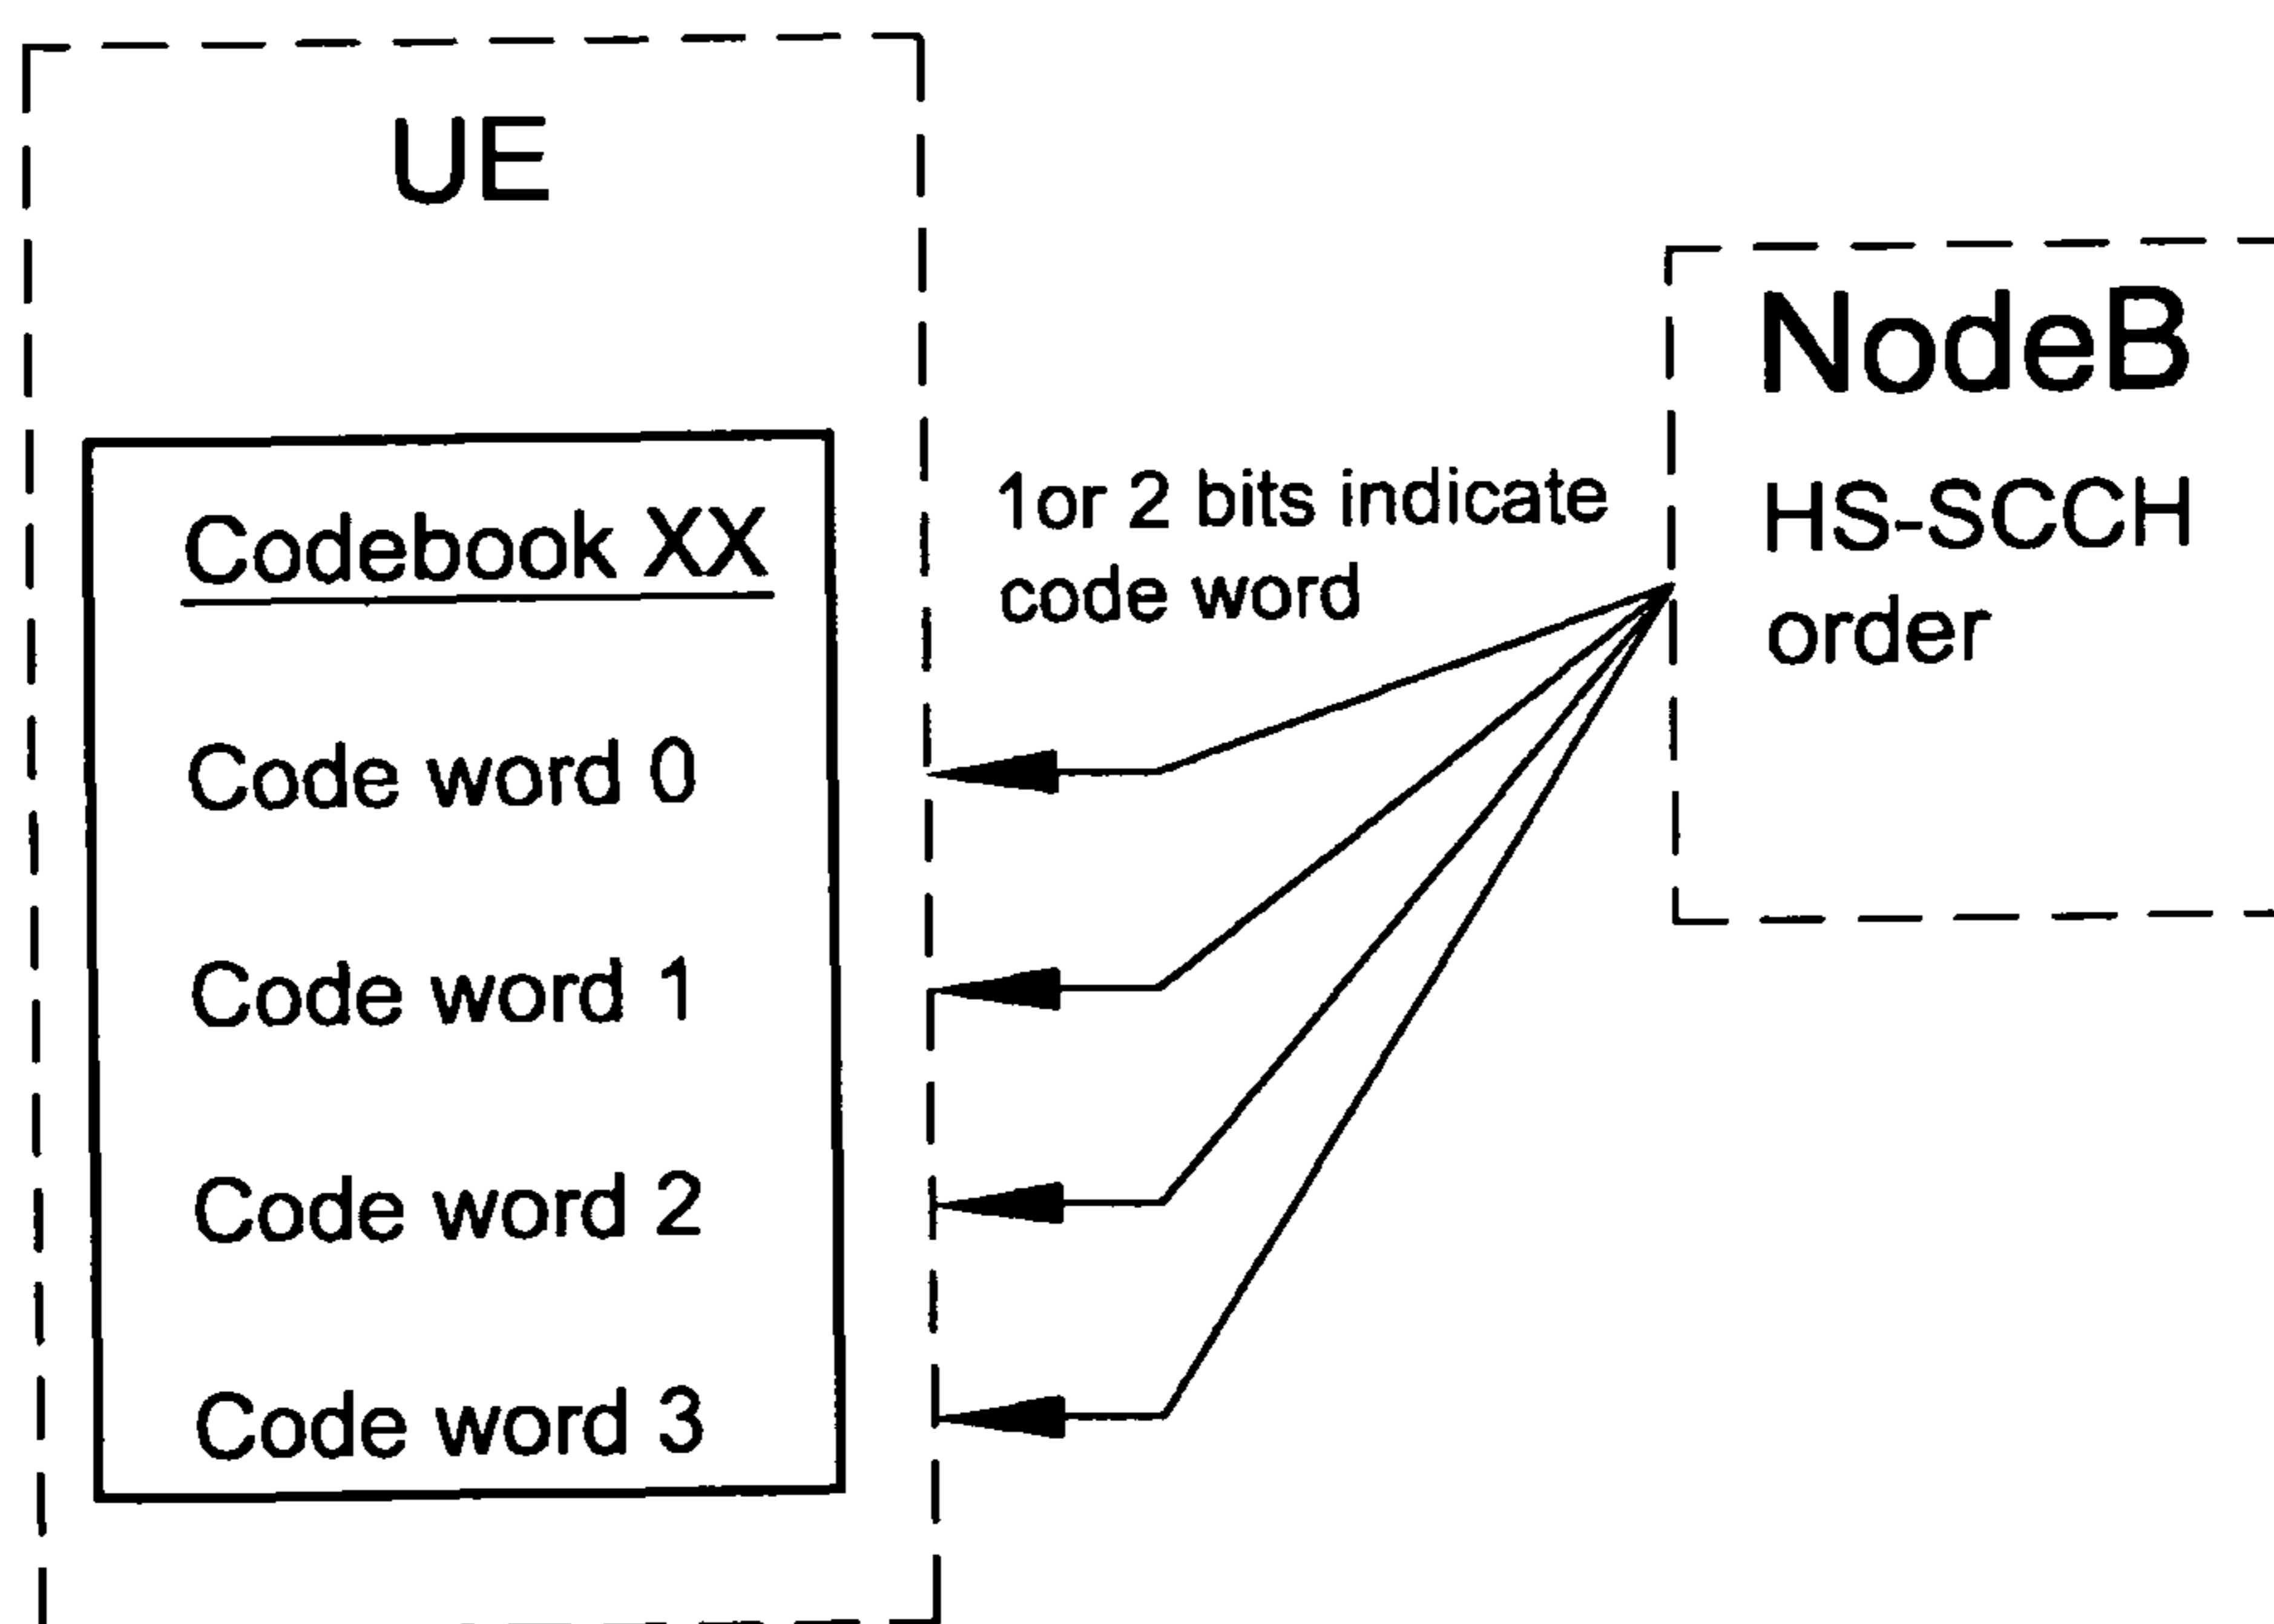 UE
Codebook XX
Code word 0
Code word 1
Code word 2
Code word 3
1or 2 bits indicate
code word
NodeB
HS-SCCH
order